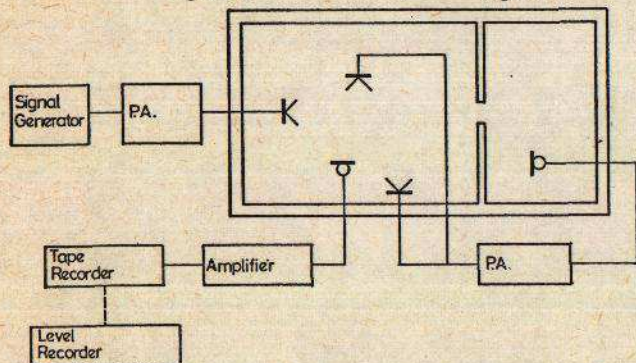 Signal
Generator
P.A.
Tape
Recorder
Amplifier
P.A.
Level
Recorder